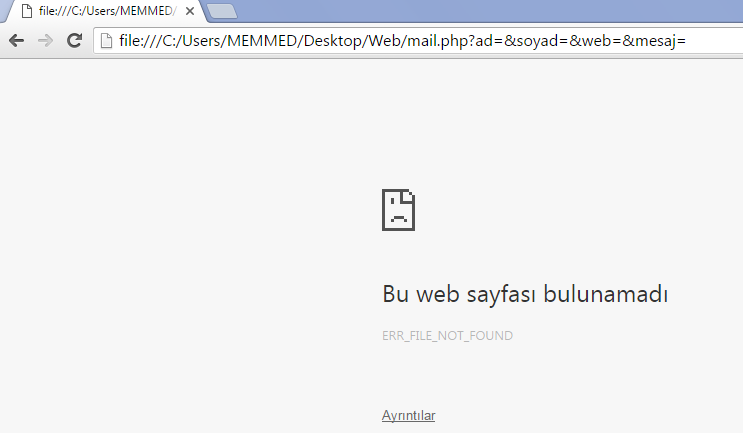 file:///C:/Users/MEMMED/
file:///C:/Users/MEMMED/Desktop/Web/mail.php?ad=&soyad=&web=&mesaj=
Bu web sayfası bulunamadı
ERR_FILE_NOT_FOUND
Ayrıntılar